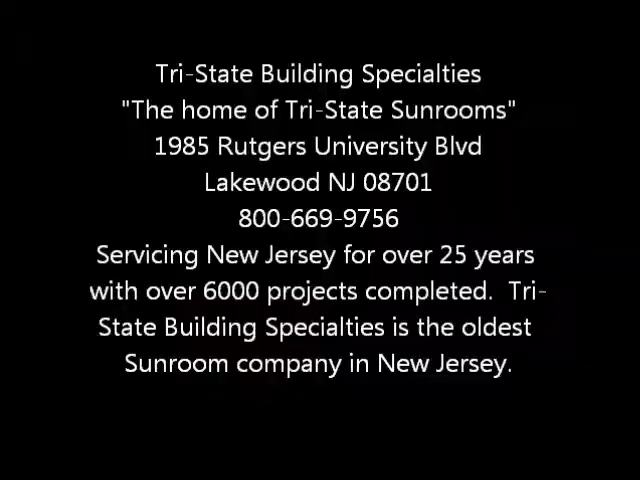 Tri-State Building Specialties
"The home of Tri-State Sunrooms"
1985 Rutgers University Blvd
Lakewood NJ 08701
800-669-9756
Servicing New Jersey for over 25 years
with over 6000 projects completed.  Tri-
State Building Specialties is the oldest
Sunroom company in New Jersey.